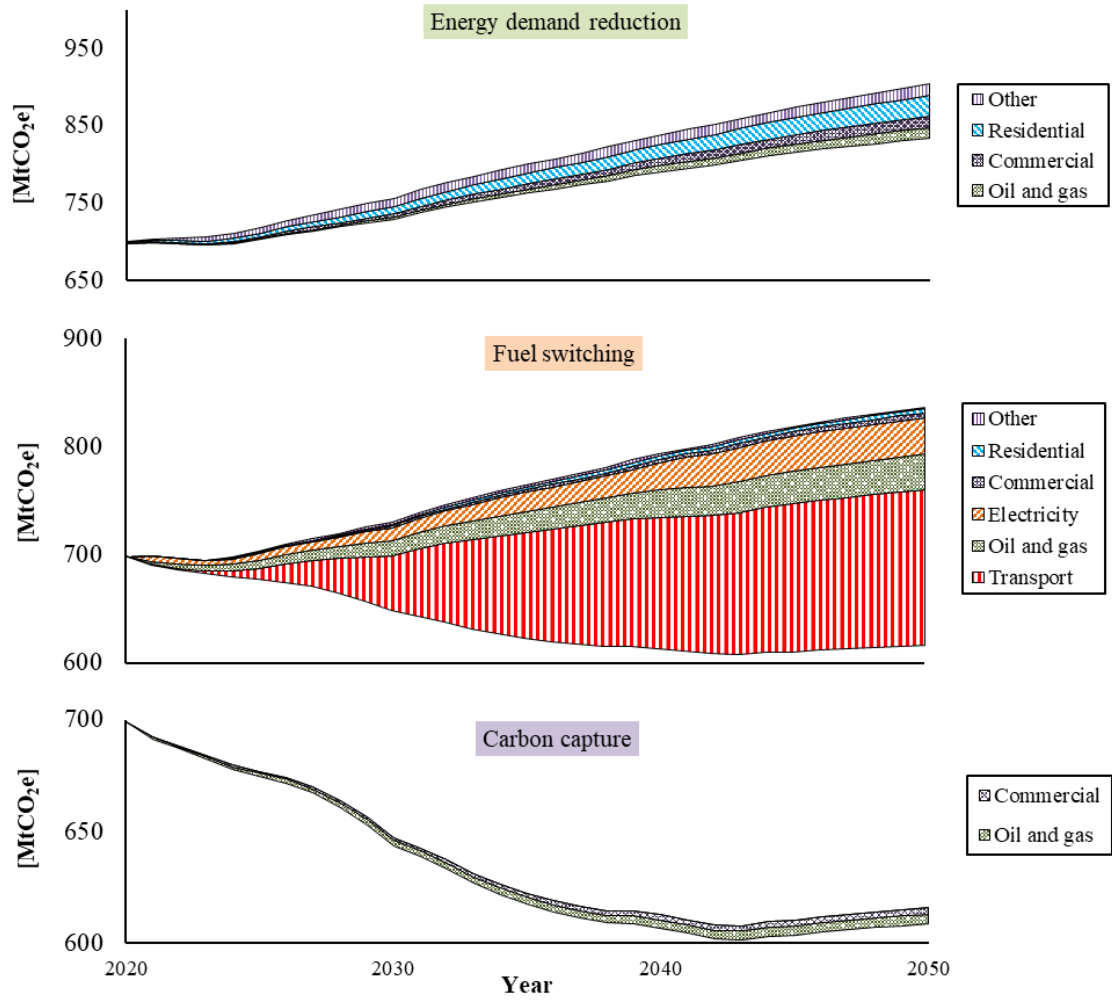 Energy demand reduction
[MtCO₂e]
950
850
750
650
Other
Residential
Commercial
Oil and gas
Fuel switching
[MtCO₂e]
900
800
700
600
Other
Residential
Commercial
Electricity
Oil and gas
Transport
Carbon capture
[MtCO₂e]
700
650
600
Commercial
Oil and gas
2020
2030
2040
2050
Year